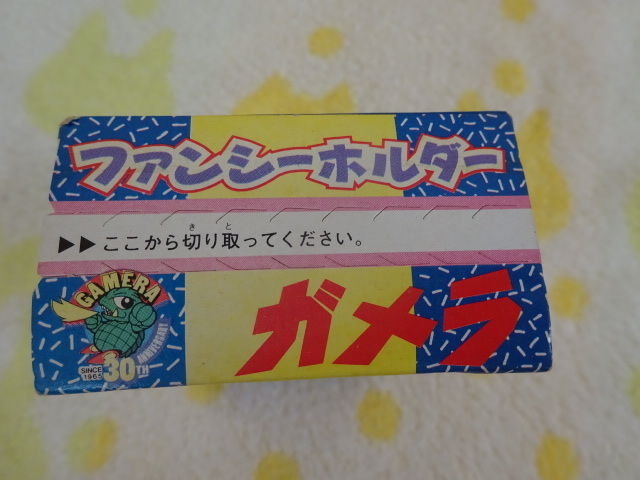 ファンシーホルダー
▶▶ここから切り取ってください。
き と
GAMERA
SINCE 1965
30TH ANNIVERSARY
ガメラ